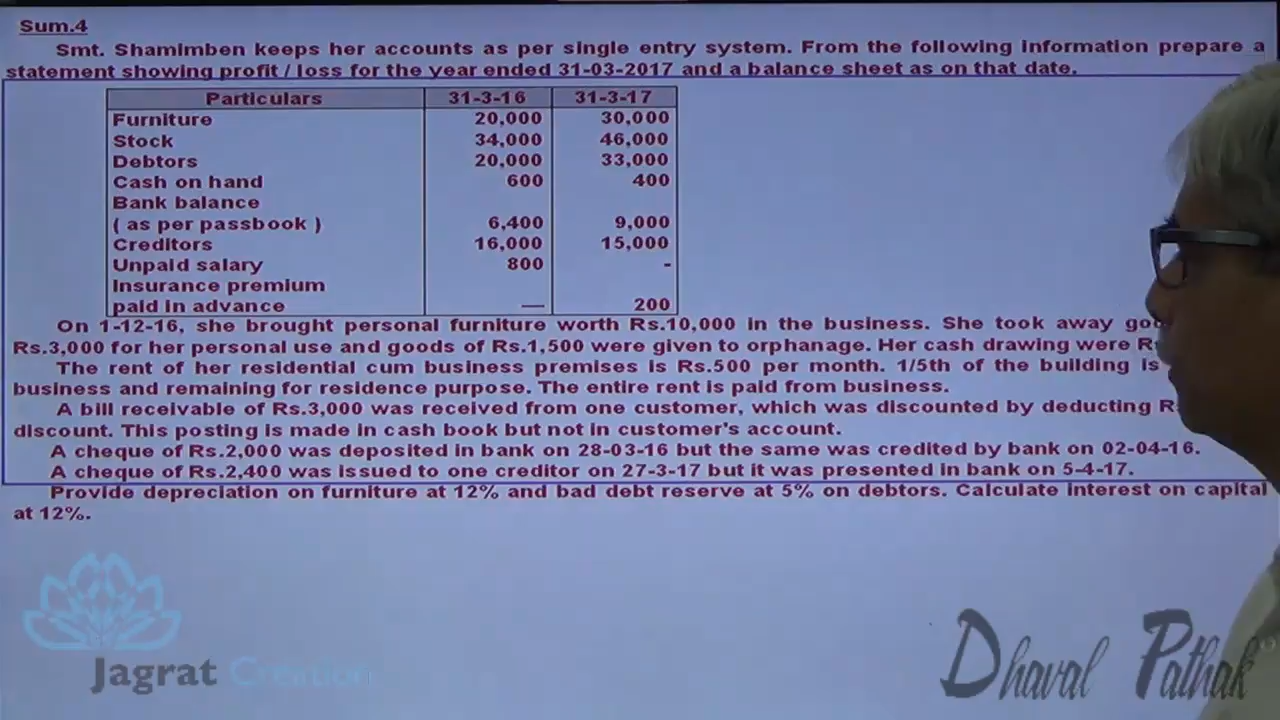 Sum.4
Smt. Shamimben keeps her accounts as per single entry system. From the following information prepare a
statement showing profit / loss for the year ended 31-03-2017 and a balance sheet as on that date.
Particulars 31-3-16 31-3-17
Furniture 20,000 30,000
Stock 34,000 46,000
Debtors 20,000 33,000
Cash on hand 600 400
Bank balance
( as per passbook ) 6,400 9,000
Creditors 16,000 15,000
Unpaid salary 800 -
Insurance premium
paid in advance — 200
On 1-12-16, she brought personal furniture worth Rs.10,000 in the business. She took away
Rs.3,000 for her personal use and goods of Rs.1,500 were given to orphanage. Her cash drawing were
The rent of her residential cum business premises is Rs.500 per month. 1/5th of the building is
business and remaining for residence purpose. The entire rent is paid from business.
A bill receivable of Rs.3,000 was received from one customer, which was discounted by deducting
discount. This posting is made in cash book but not in customer's account.
A cheque of Rs.2,000 was deposited in bank on 28-03-16 but the same was credited by bank on 02-04-16.
A cheque of Rs.2,400 was issued to one creditor on 27-3-17 but it was presented in bank on 5-4-17.
Provide depreciation on furniture at 12% and bad debt reserve at 5% on debtors. Calculate interest on capital
at 12%.
Jagrat Creation
Dhaval Pathak